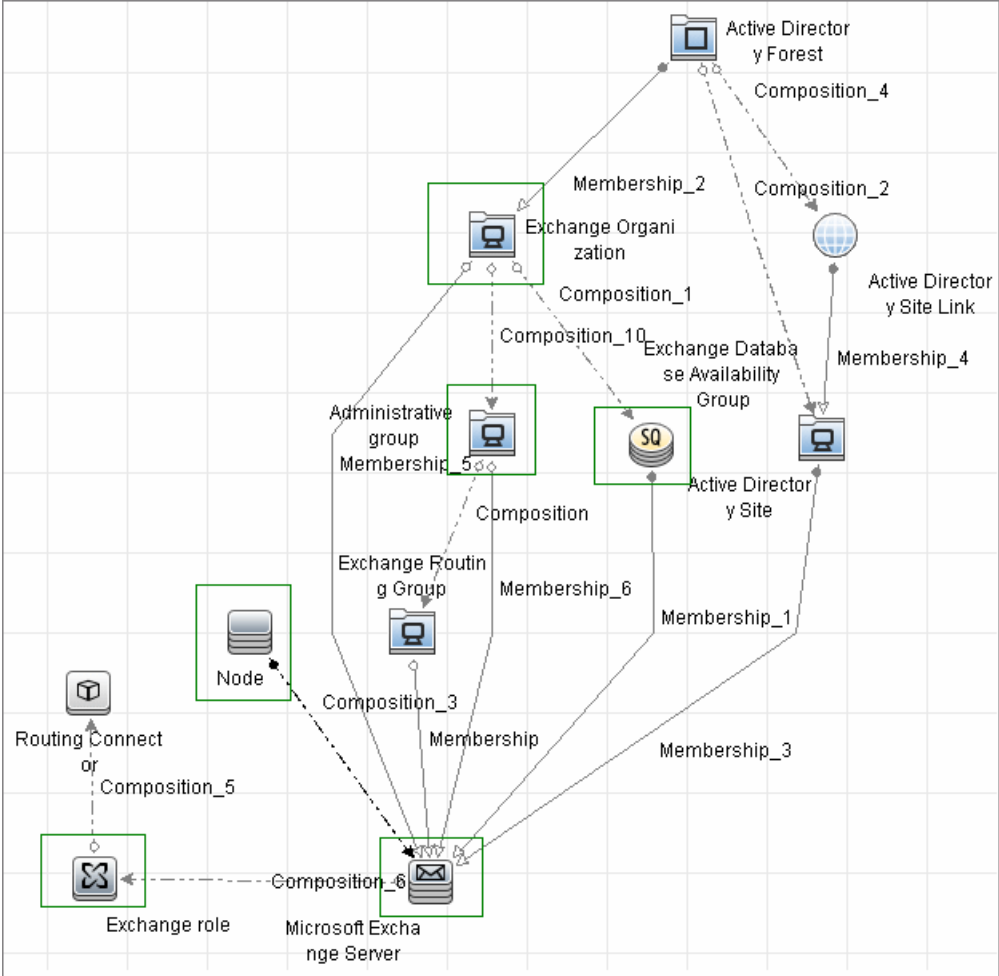 Active Director
y Forest
Composition_4
Membership_2
Composition_2
Exchange Organi
zation
Active Director
y Site Link
Composition_1
Composition_10
Exchange Databa
se Availability
Group
Membership_4
Administrative
group
Membership_5
SQ
Active Director
y Site
Composition
Exchange Routin
g Group
Membership_6
Membership_1
Node
Composition_3
Routing Connect
or
Membership
Membership_3
Composition_5
Composition_6
Exchange role
Microsoft Excha
nge Server